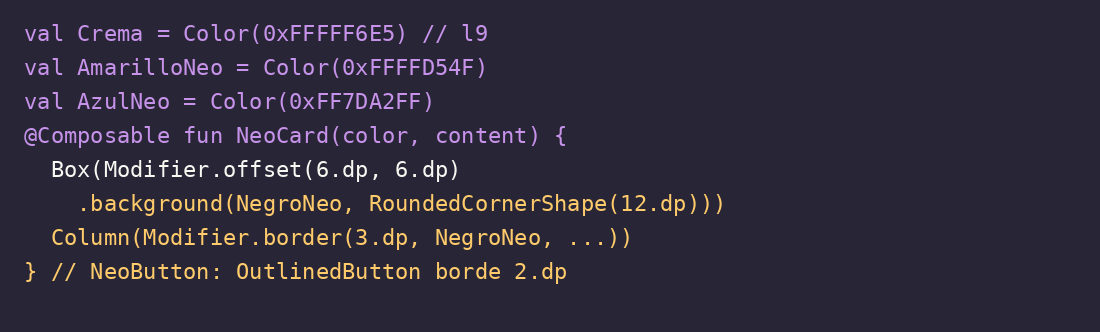 val Crema = Color(0xFFFFF6E5) // l9
val AmarilloNeo = Color(0xFFFFD54F)
val AzulNeo = Color(0xFF7DA2FF)
@Composable fun NeoCard(color, content) {
  Box(Modifier.offset(6.dp, 6.dp)
    .background(NegroNeo, RoundedCornerShape(12.dp)))
  Column(Modifier.border(3.dp, NegroNeo, ...))
} // NeoButton: OutlinedButton borde 2.dp